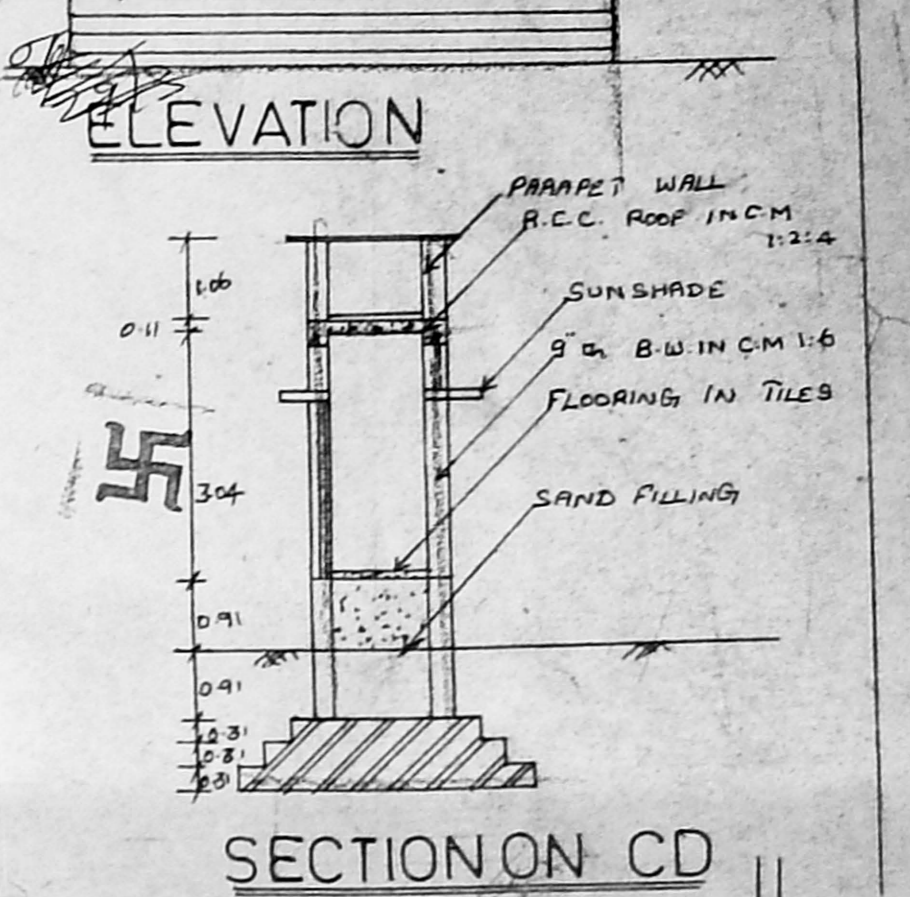 ELEVATION
PARAPET WALL
R.C.C. ROOF IN C.M
1:2:4
1.06
SUNSHADE
0.11
9" B.W. IN C.M 1:6
FLOORING IN TILES
3.04
SAND FILLING
0.91
0.91
0.31
0.31
0.31
SECTION ON CD